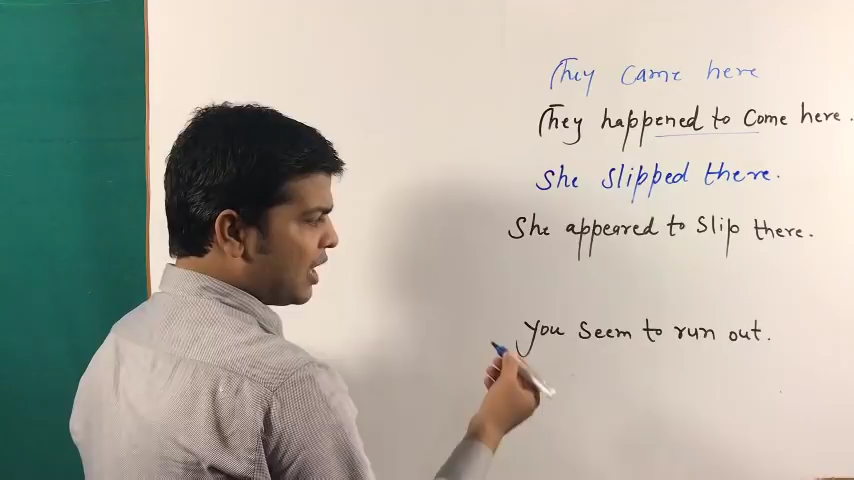 They came here
They happened to Come here.
She slipped there.
She appeared to slip there.
you seem to run out.